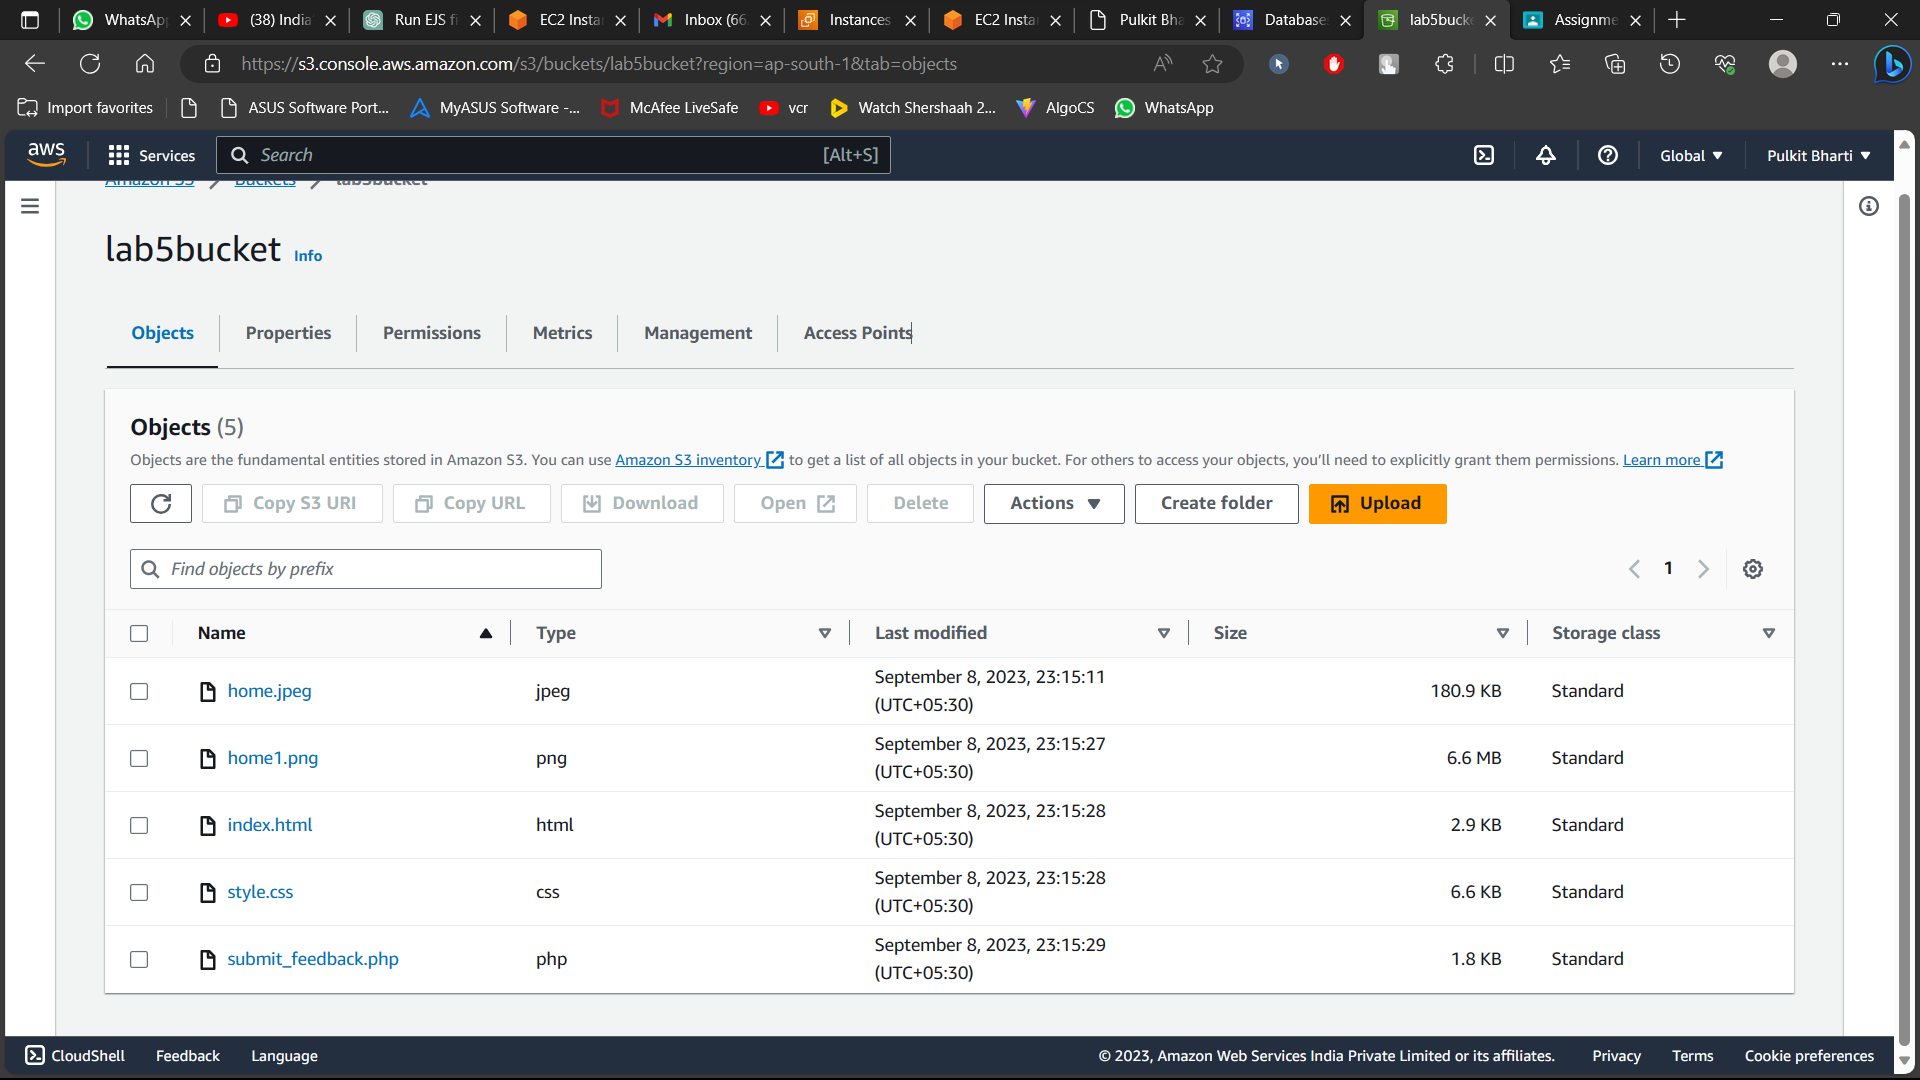 WhatsAp
(38) India
Run EJS fi
EC2 Insta
Inbox (66
Instances
EC2 Insta
Pulkit Bha
Database
lab5bucke
Assignme
https://s3.console.aws.amazon.com/s3/buckets/lab5bucket?region=ap-south-1&tab=objects
Import favorites
ASUS Software Port...
MyASUS Software -...
McAfee LiveSafe
vcr
Watch Shershaah 2...
AlgoCS
WhatsApp
aws
Services
Search
[Alt+S]
Global
Pulkit Bharti
Amazon S3
Buckets
lab5bucket
lab5bucket Info
Objects
Properties
Permissions
Metrics
Management
Access Points
Objects (5)
Objects are the fundamental entities stored in Amazon S3. You can use Amazon S3 inventory to get a list of all objects in your bucket. For others to access your objects, you'll need to explicitly grant them permissions. Learn more
Copy S3 URI
Copy URL
Download
Open
Delete
Actions
Create folder
Upload
Find objects by prefix
1
Name
Type
Last modified
Size
Storage class
home.jpeg
jpeg
September 8, 2023, 23:15:11
(UTC+05:30)
180.9 KB
Standard
home1.png
png
September 8, 2023, 23:15:27
(UTC+05:30)
6.6 MB
Standard
index.html
html
September 8, 2023, 23:15:28
(UTC+05:30)
2.9 KB
Standard
style.css
css
September 8, 2023, 23:15:28
(UTC+05:30)
6.6 KB
Standard
submit_feedback.php
php
September 8, 2023, 23:15:29
(UTC+05:30)
1.8 KB
Standard
CloudShell
Feedback
Language
© 2023, Amazon Web Services India Private Limited or its affiliates.
Privacy
Terms
Cookie preferences